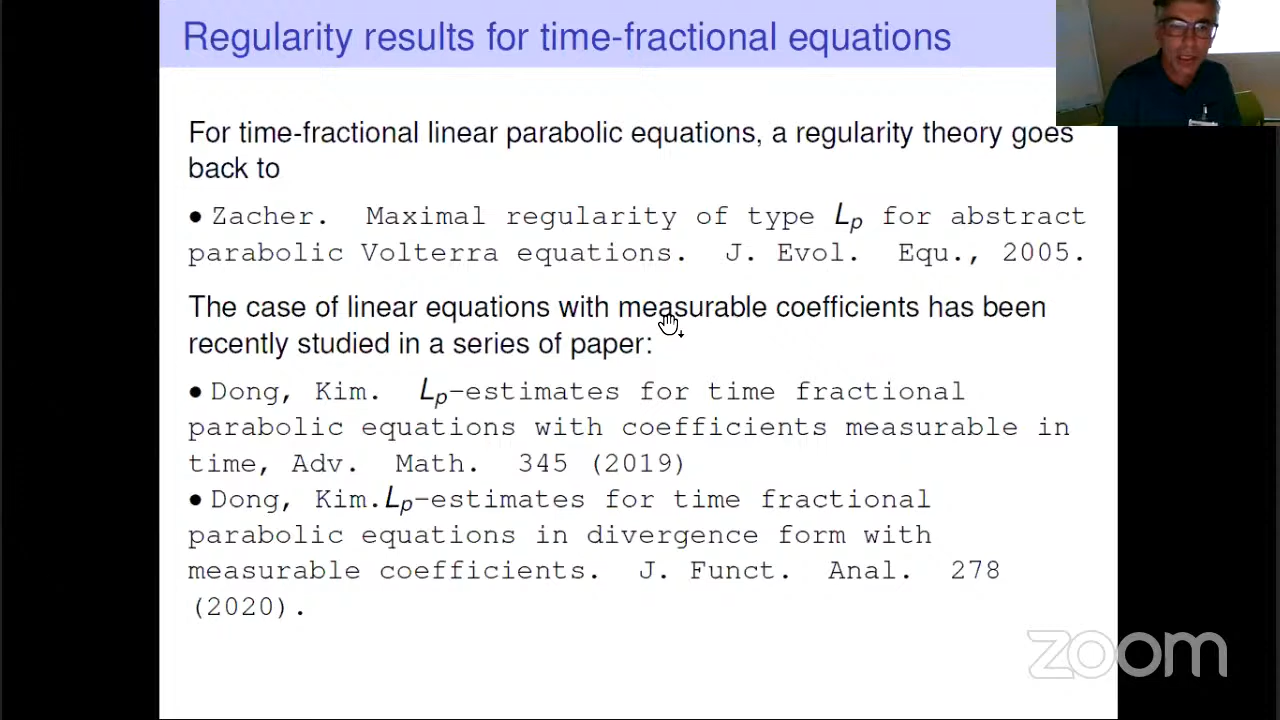 Regularity results for time-fractional equations
For time-fractional linear parabolic equations, a regularity theory goes
back to
• Zacher. Maximal regularity of type Lp for abstract
parabolic Volterra equations. J. Evol. Equ., 2005.
The case of linear equations with measurable coefficients has been
recently studied in a series of paper:
• Dong, Kim. Lp-estimates for time fractional
parabolic equations with coefficients measurable in
time, Adv. Math. 345 (2019)
• Dong, Kim.Lp-estimates for time fractional
parabolic equations in divergence form with
measurable coefficients. J. Funct. Anal. 278
(2020).
zoom